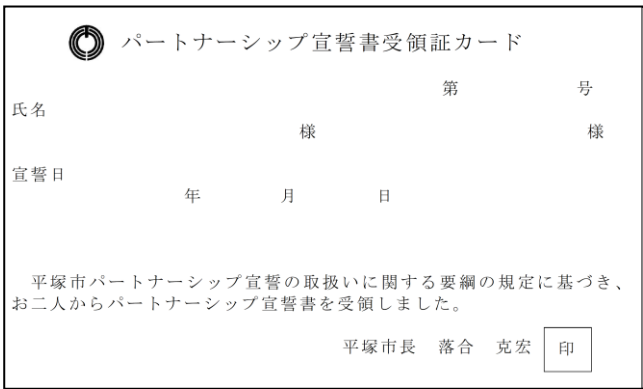 パートナーシップ宣誓書受領証カード
第 号
氏名
様 様
宣誓日
年 月 日
平塚市パートナーシップ宣誓の取扱いに関する要綱の規定に基づき、
お二人からパートナーシップ宣誓書を受領しました。
平塚市長 落合 克宏 印